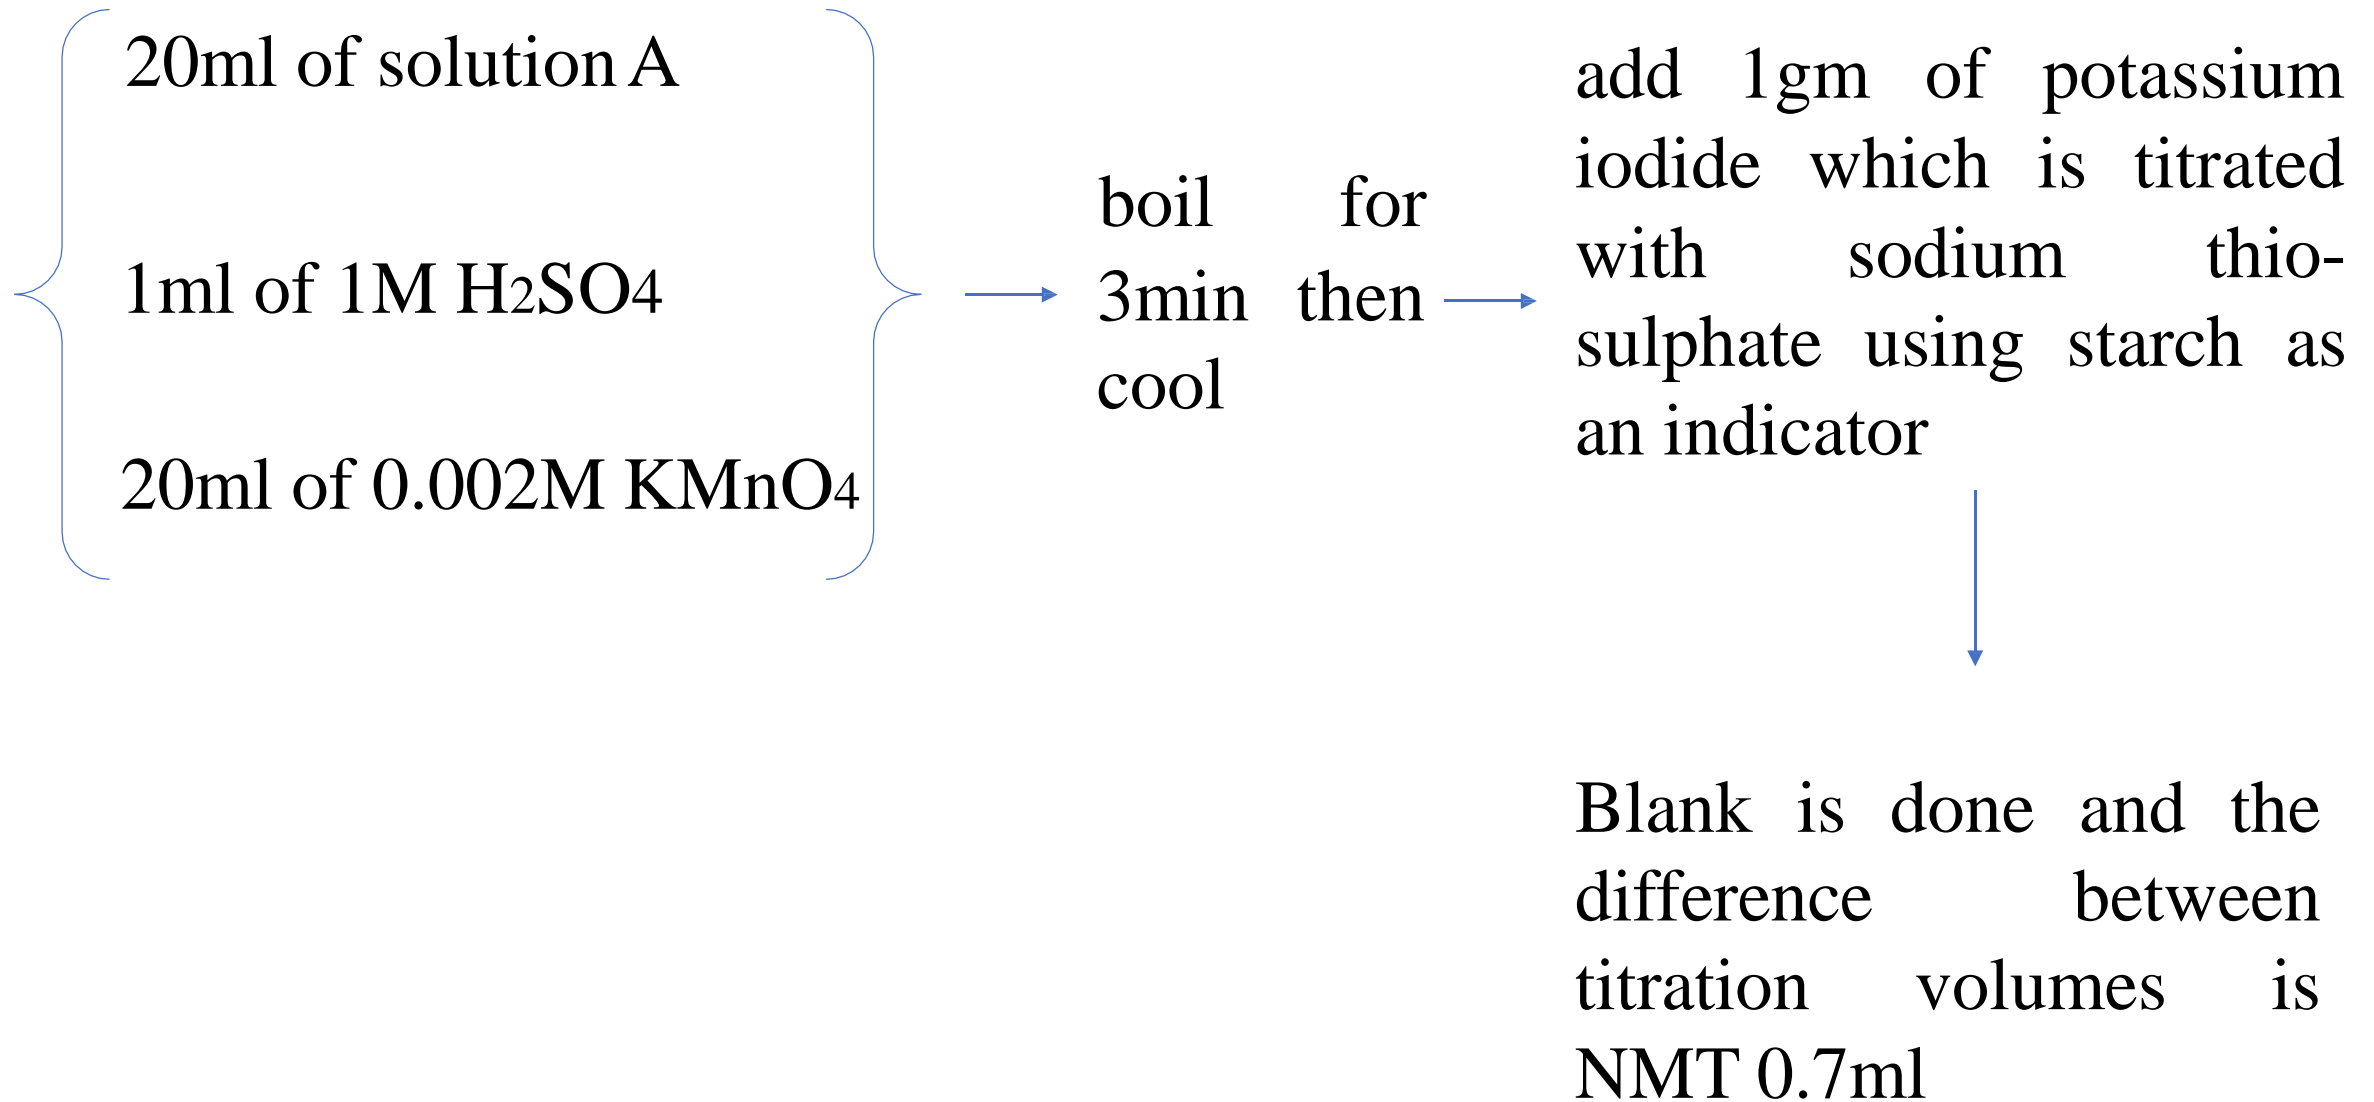 20ml of solution A
1ml of 1M H2SO4
20ml of 0.002M KMnO4
boil for
3min then
cool
add 1gm of potassium
iodide which is titrated
with sodium thio-
sulphate using starch as
an indicator
Blank is done and the
difference between
titration volumes is
NMT 0.7ml